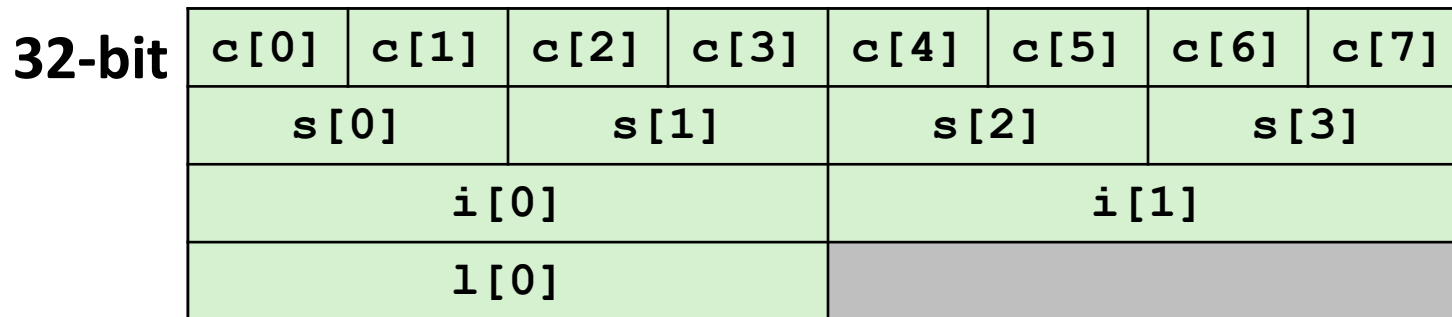 32-bit c[0] c[1] c[2] c[3] c[4] c[5] c[6] c[7]
s[0] s[1] s[2] s[3]
i[0] i[1]
l[0]